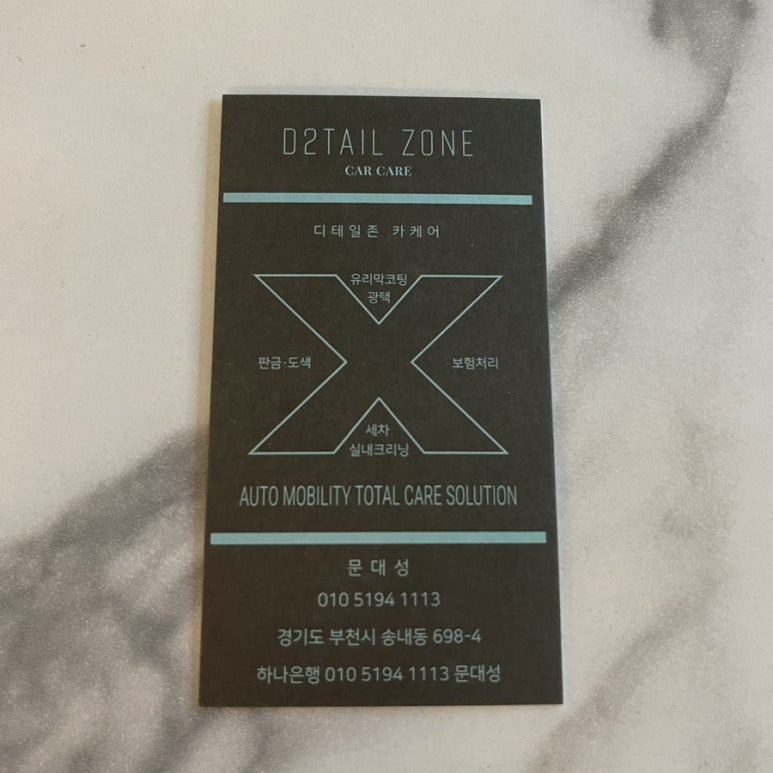 D2TAIL ZONE
CAR CARE
디테일존 카케어
유리막코팅
광택
판금·도색
보험처리
세차
실내크리닝
AUTO MOBILITY TOTAL CARE SOLUTION
문대성
010 5194 1113
경기도 부천시 송내동 698-4
하나은행 010 5194 1113 문대성